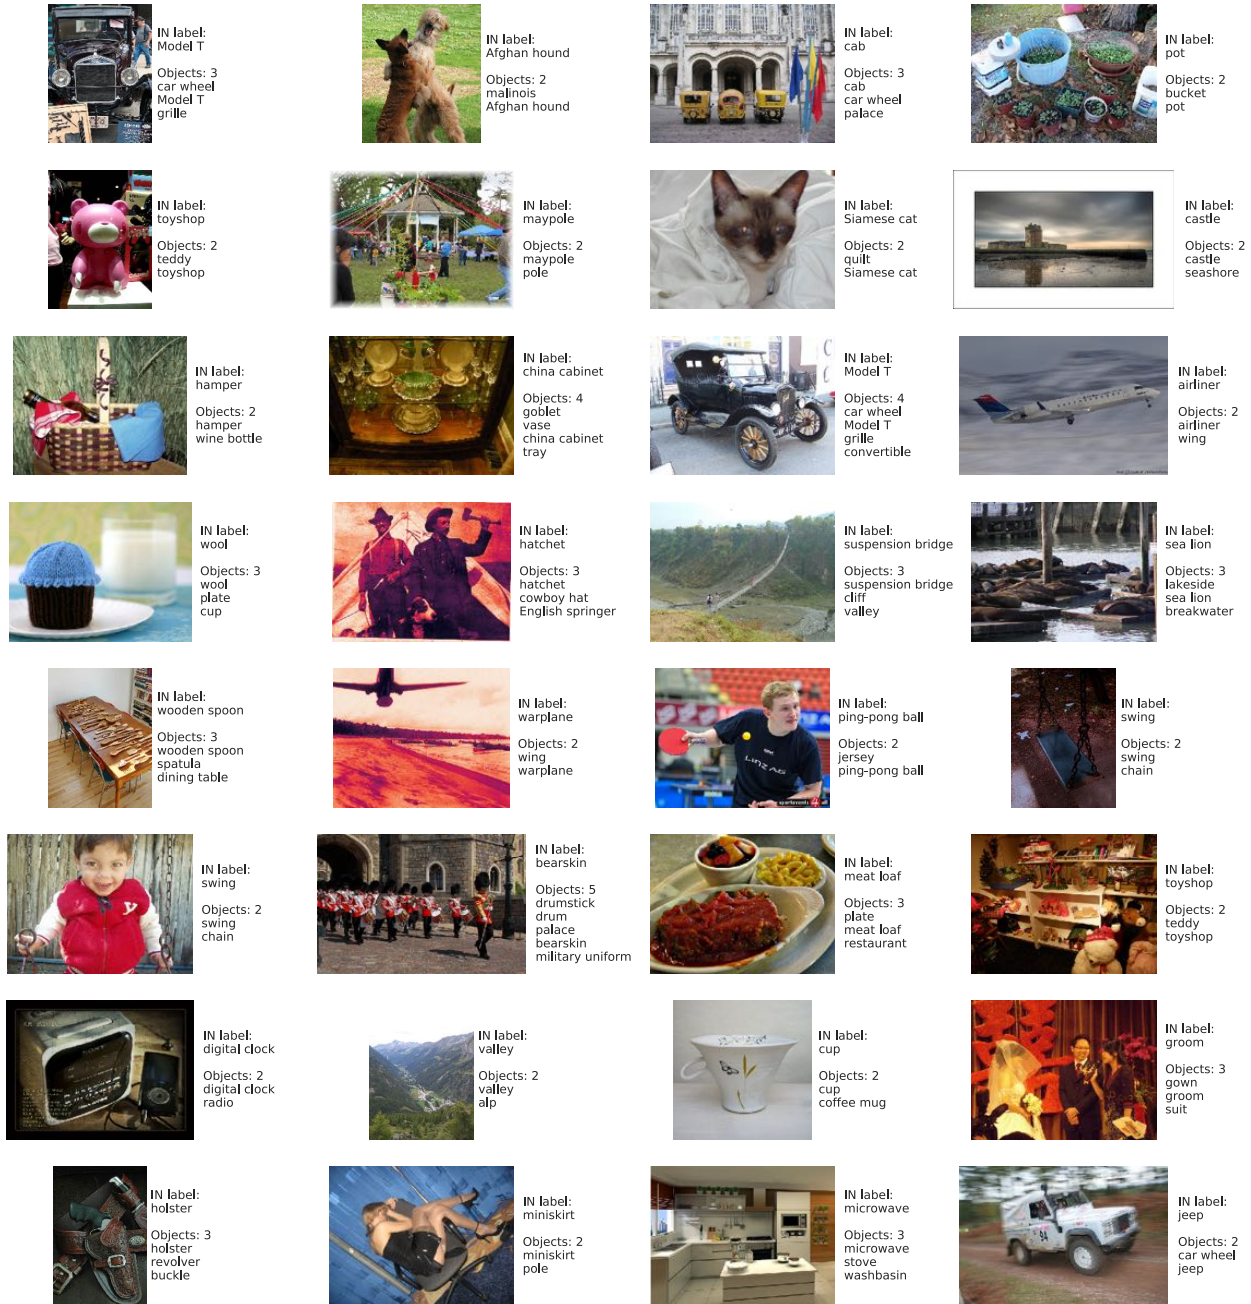 IN label:
Model T
Objects: 3
car wheel
Model T
grille
IN label:
Afghan hound
Objects: 2
malinois
Afghan hound
IN label:
cab
Objects: 3
cab
car wheel
palace
IN label:
pot
Objects: 2
bucket
pot
IN label:
toyshop
Objects: 2
teddy
toyshop
IN label:
maypole
Objects: 2
maypole
pole
IN label:
Siamese cat
Objects: 2
quilt
Siamese cat
IN label:
castle
Objects: 2
castle
seashore
IN label:
hamper
Objects: 2
hamper
wine bottle
IN label:
china cabinet
Objects: 4
goblet
vase
china cabinet
tray
IN label:
Model T
Objects: 4
car wheel
Model T
grille
convertible
IN label:
airliner
Objects: 2
airliner
wing
IN label:
wool
Objects: 3
wool
plate
cup
IN label:
hatchet
Objects: 3
hatchet
cowboy hat
English springer
IN label:
suspension bridge
Objects: 3
suspension bridge
cliff
valley
IN label:
sea lion
Objects: 3
lakeside
sea lion
breakwater
IN label:
wooden spoon
Objects: 3
wooden spoon
spatula
dining table
IN label:
warplane
Objects: 2
wing
warplane
LINZ AG
IN label:
ping-pong ball
Objects: 2
jersey
ping-pong ball
IN label:
swing
Objects: 2
swing
chain
IN label:
swing
Objects: 2
swing
chain
IN label:
bearskin
Objects: 5
drumstick
drum
palace
bearskin
military uniform
IN label:
meat loaf
Objects: 3
plate
meat loaf
restaurant
IN label:
toyshop
Objects: 2
teddy
toyshop
IN label:
digital clock
Objects: 2
digital clock
radio
IN label:
valley
Objects: 2
valley
alp
IN label:
cup
Objects: 2
cup
coffee mug
IN label:
groom
Objects: 3
gown
groom
suit
IN label:
holster
Objects: 3
holster
revolver
buckle
IN label:
miniskirt
Objects: 2
miniskirt
pole
IN label:
microwave
Objects: 3
microwave
stove
washbasin
94
IN label:
jeep
Objects: 2
car wheel
jeep